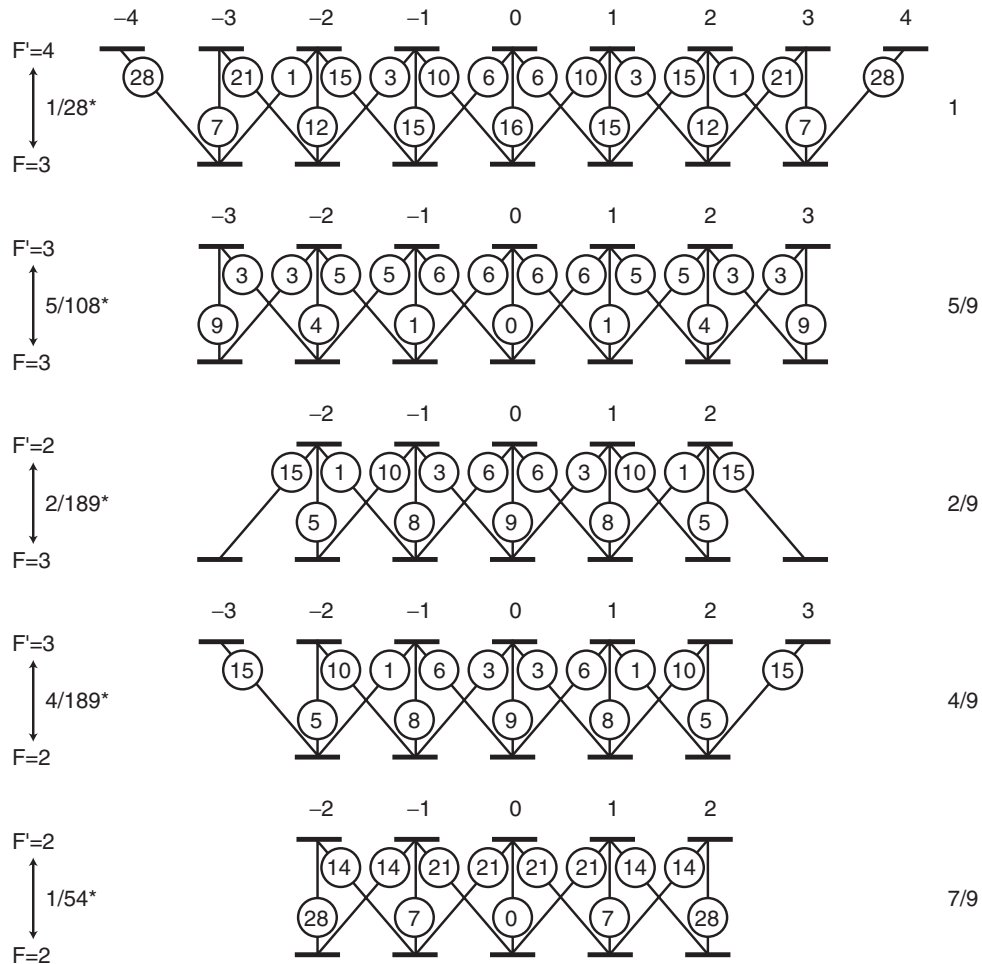 –4 –3 –2 –1 0 1 2 3 4
F'=4
28 21 1 15 3 10 6 6 10 3 15 1 21 28
1/28* 1
7 12 15 16 15 12 7
F=3
–3 –2 –1 0 1 2 3
F'=3
3 3 5 5 6 6 6 6 5 5 3 3
5/108* 5/9
9 4 1 0 1 4 9
F=3
–2 –1 0 1 2
F'=2
15 1 10 3 6 6 3 10 1 15
2/189* 2/9
5 8 9 8 5
F=3
–3 –2 –1 0 1 2 3
F'=3
15 10 1 6 3 3 6 1 10 15
4/189* 4/9
5 8 9 8 5
F=2
–2 –1 0 1 2
F'=2
14 14 21 21 21 21 14 14
1/54* 7/9
28 7 0 7 28
F=2